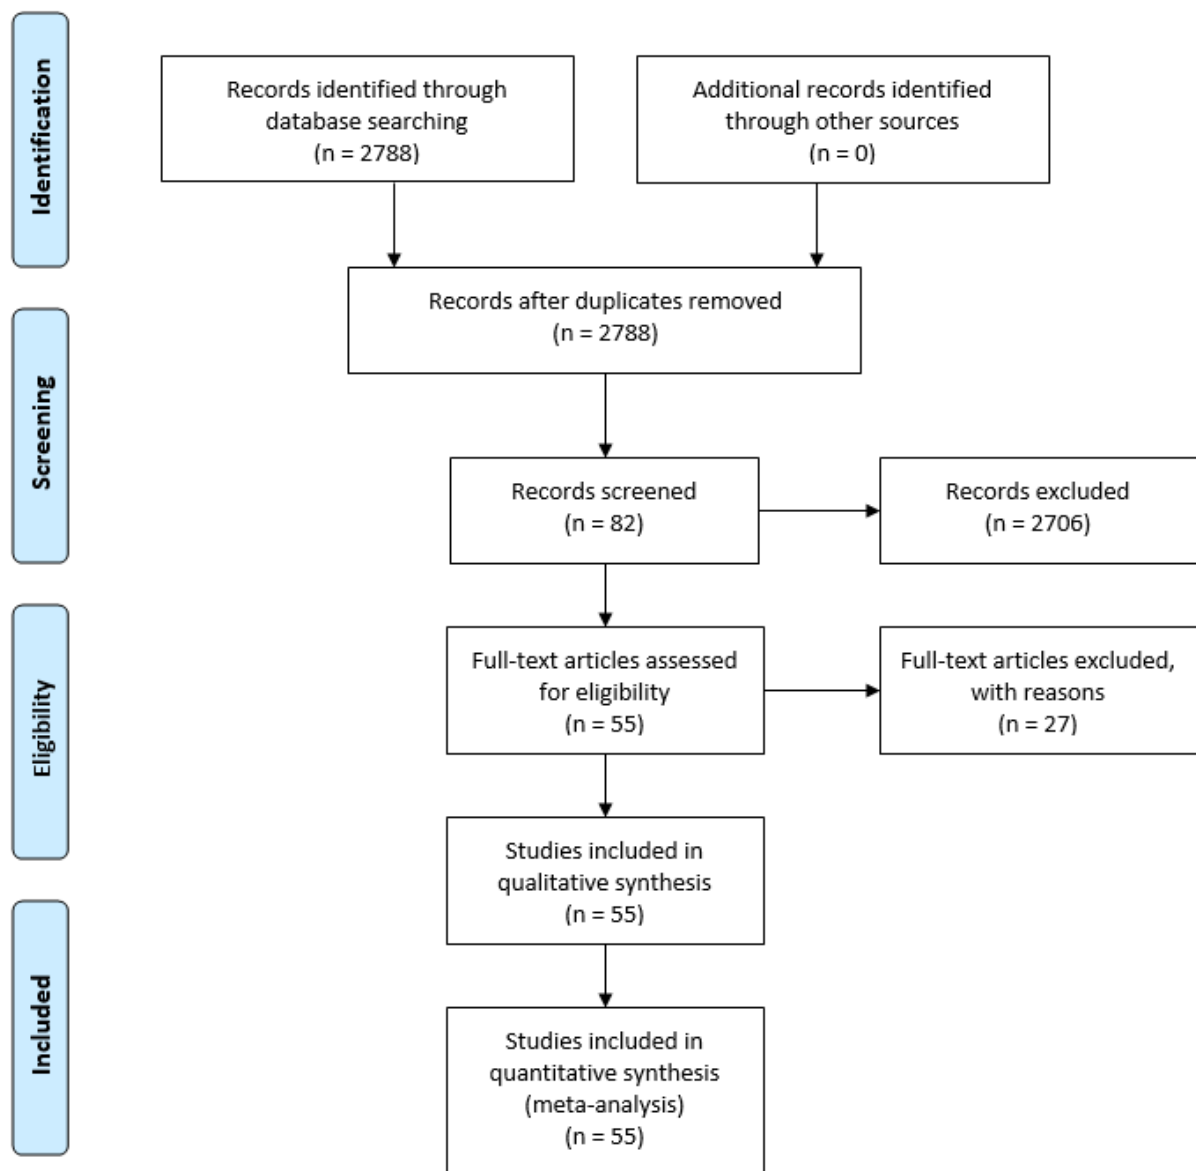 Identification
Records identified through
database searching
(n = 2788)
Additional records identified
through other sources
(n = 0)
Records after duplicates removed
(n = 2788)
Screening
Records screened
(n = 82)
Records excluded
(n = 2706)
Eligibility
Full-text articles assessed
for eligibility
(n = 55)
Full-text articles excluded,
with reasons
(n = 27)
Studies included in
qualitative synthesis
(n = 55)
Included
Studies included in
quantitative synthesis
(meta-analysis)
(n = 55)